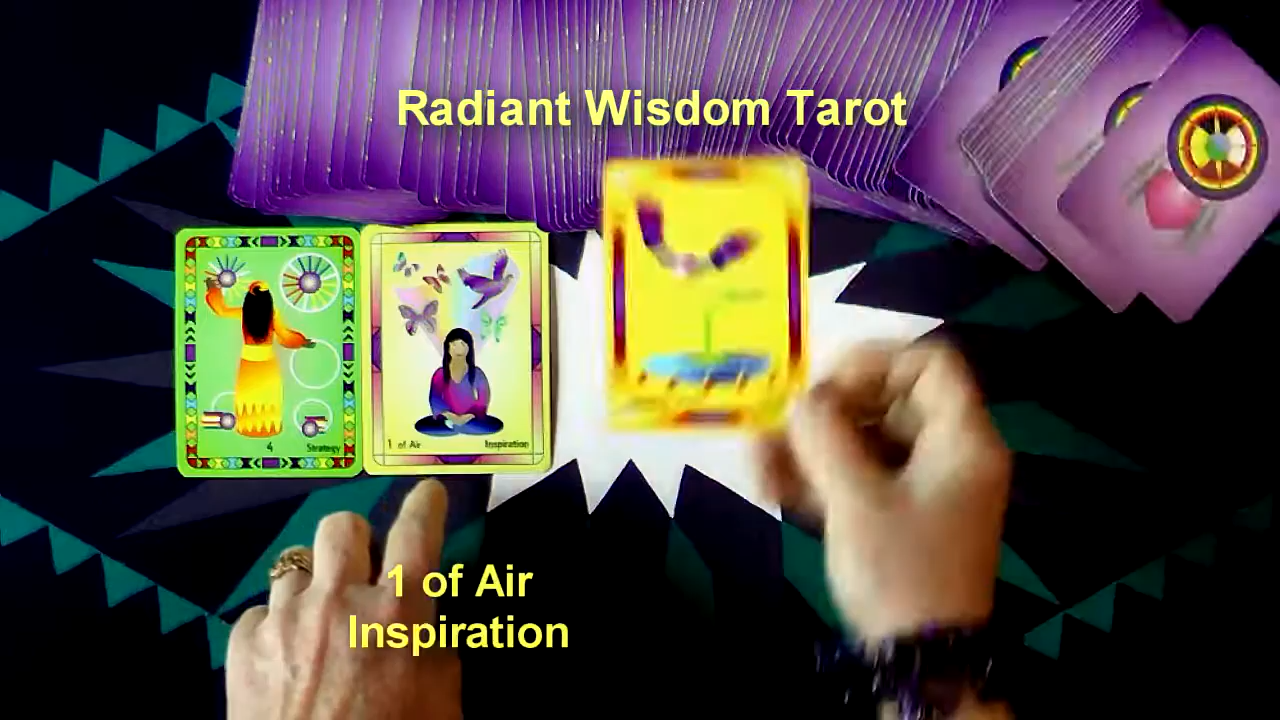 Radiant Wisdom Tarot
4 Strategy
1 of Air Inspiration
1 of Air
Inspiration